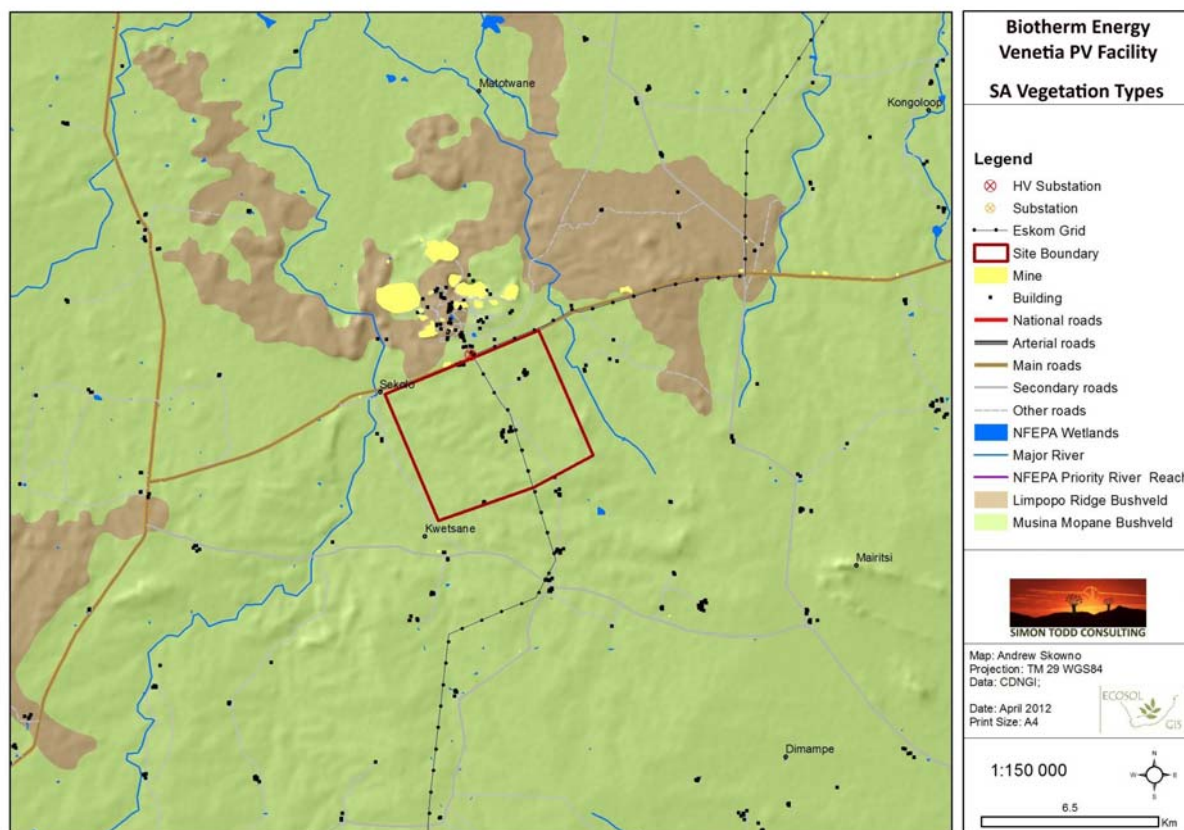 Matotwane
Kongoloop
Sekolo
Kwetsane
Mairitsi
Dimampe
Biotherm Energy
Venetia PV Facility
SA Vegetation Types
Legend
HV Substation
Substation
Eskom Grid
Site Boundary
Mine
Building
National roads
Arterial roads
Main roads
Secondary roads
Other roads
NFEPA Wetlands
Major River
NFEPA Priority River Reach
Limpopo Ridge Bushveld
Musina Mopane Bushveld
SIMON TODD CONSULTING
Map: Andrew Skowno
Projection: TM 29 WGS84
Data: CDNGI;
Date: April 2012
Print Size: A4
ECOSOL
GIS
1:150 000
N
W E
S
6.5
Km